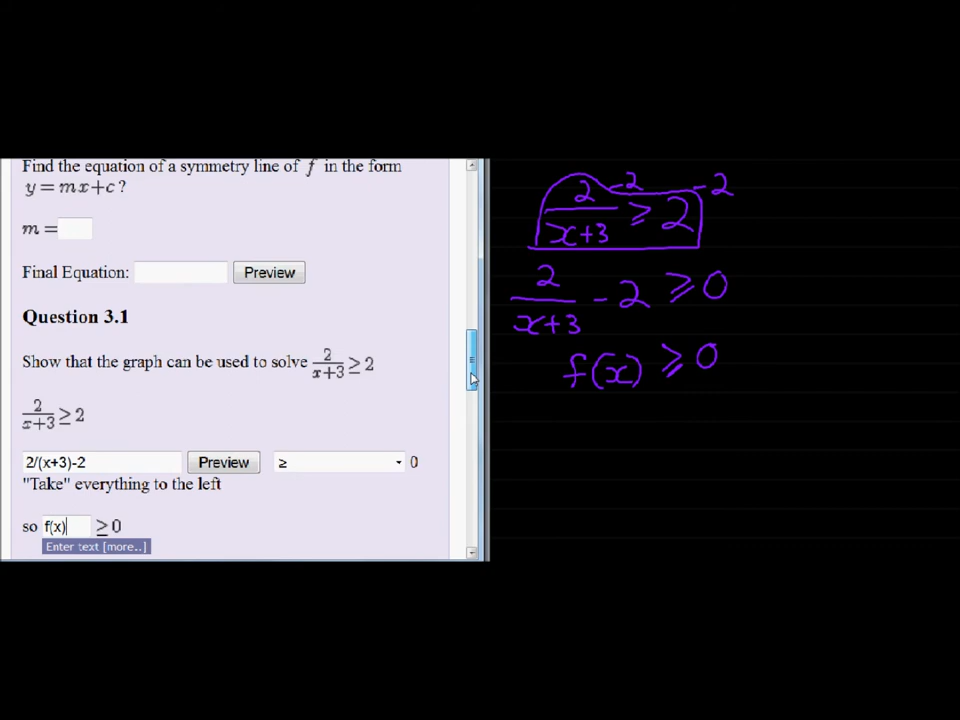 Find the equation of a symmetry line of f in the form
y = mx+c ?
m =
Final Equation: Preview
Question 3.1
Show that the graph can be used to solve 2/(x+3) ≥ 2
2/(x+3) ≥ 2
2/(x+3)-2 Preview ≥ 0
"Take" everything to the left
so f(x) ≥ 0
Enter text [more..]
2/(x+3) -2 ≥ 2 -2
2/(x+3) - 2 ≥ 0
f(x) ≥ 0